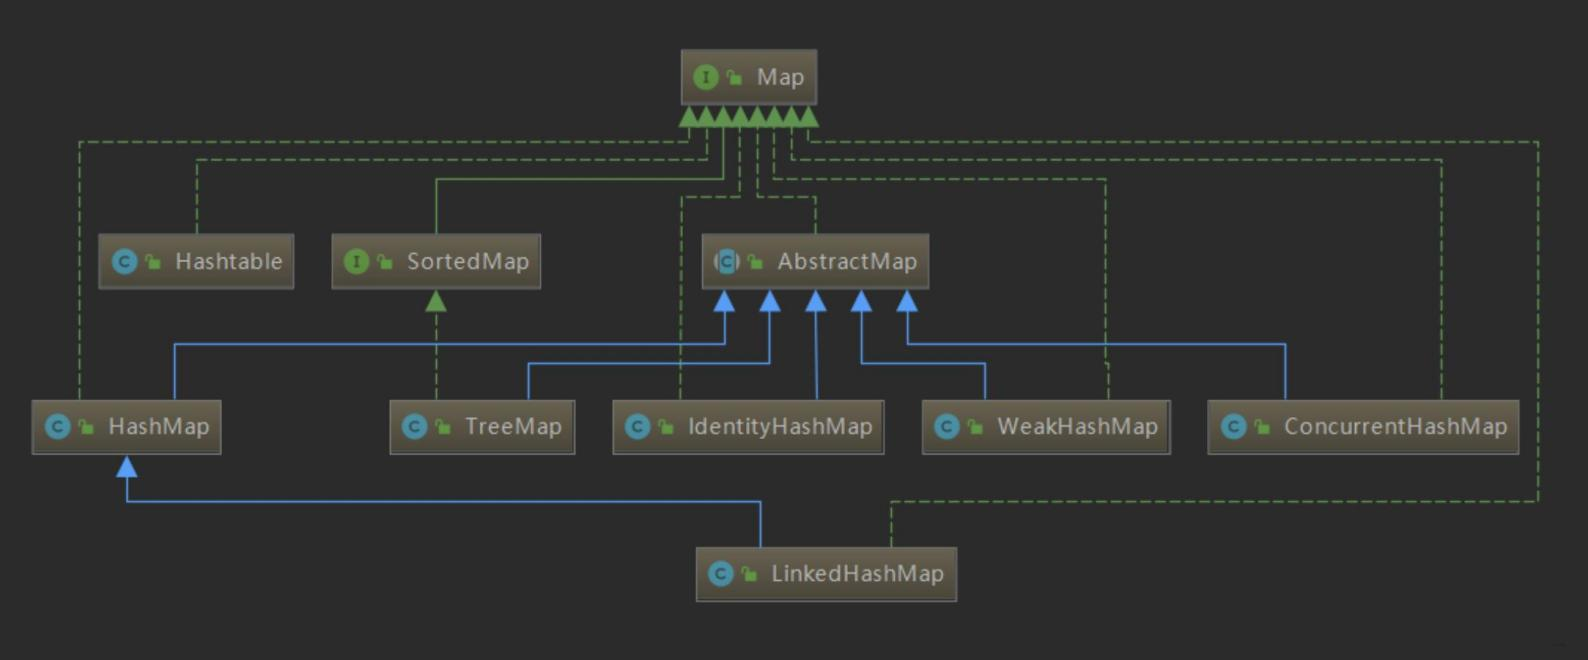 I Map
C Hashtable
I SortedMap
C AbstractMap
C HashMap
C TreeMap
C IdentityHashMap
C WeakHashMap
C ConcurrentHashMap
C LinkedHashMap